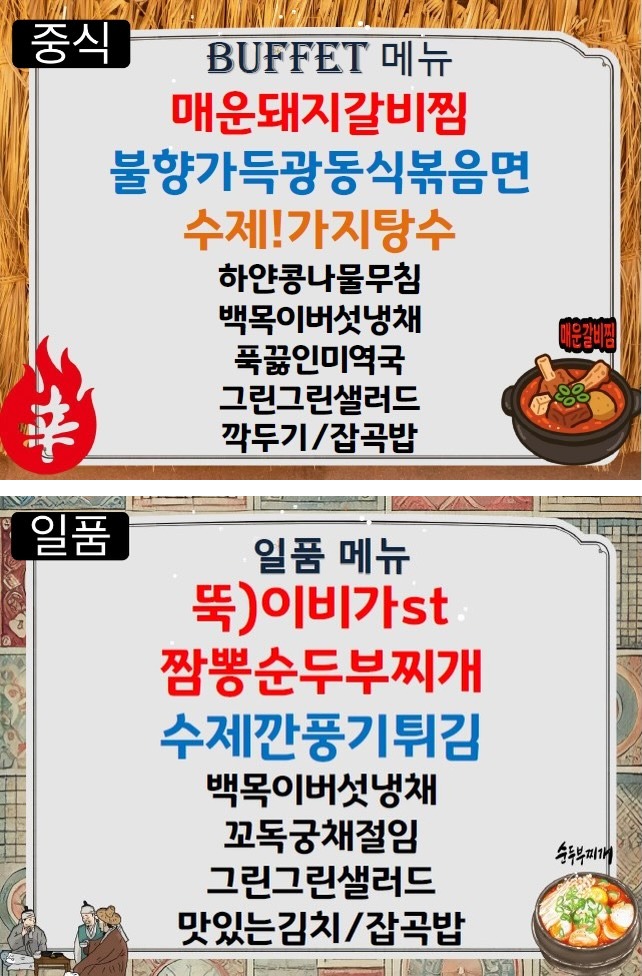 중식
BUFFET 메뉴
매운돼지갈비찜
불향가득광동식볶음면
수제!가지탕수
하얀콩나물무침
백목이버섯냉채
푹끓인미역국
그린그린샐러드
깍두기/잡곡밥
매운갈비찜
辛
일품
일품 메뉴
뚝)이비가st
짬뽕순두부찌개
수제깐풍기튀김
백목이버섯냉채
꼬독궁채절임
그린그린샐러드
맛있는김치/잡곡밥
순두부찌개